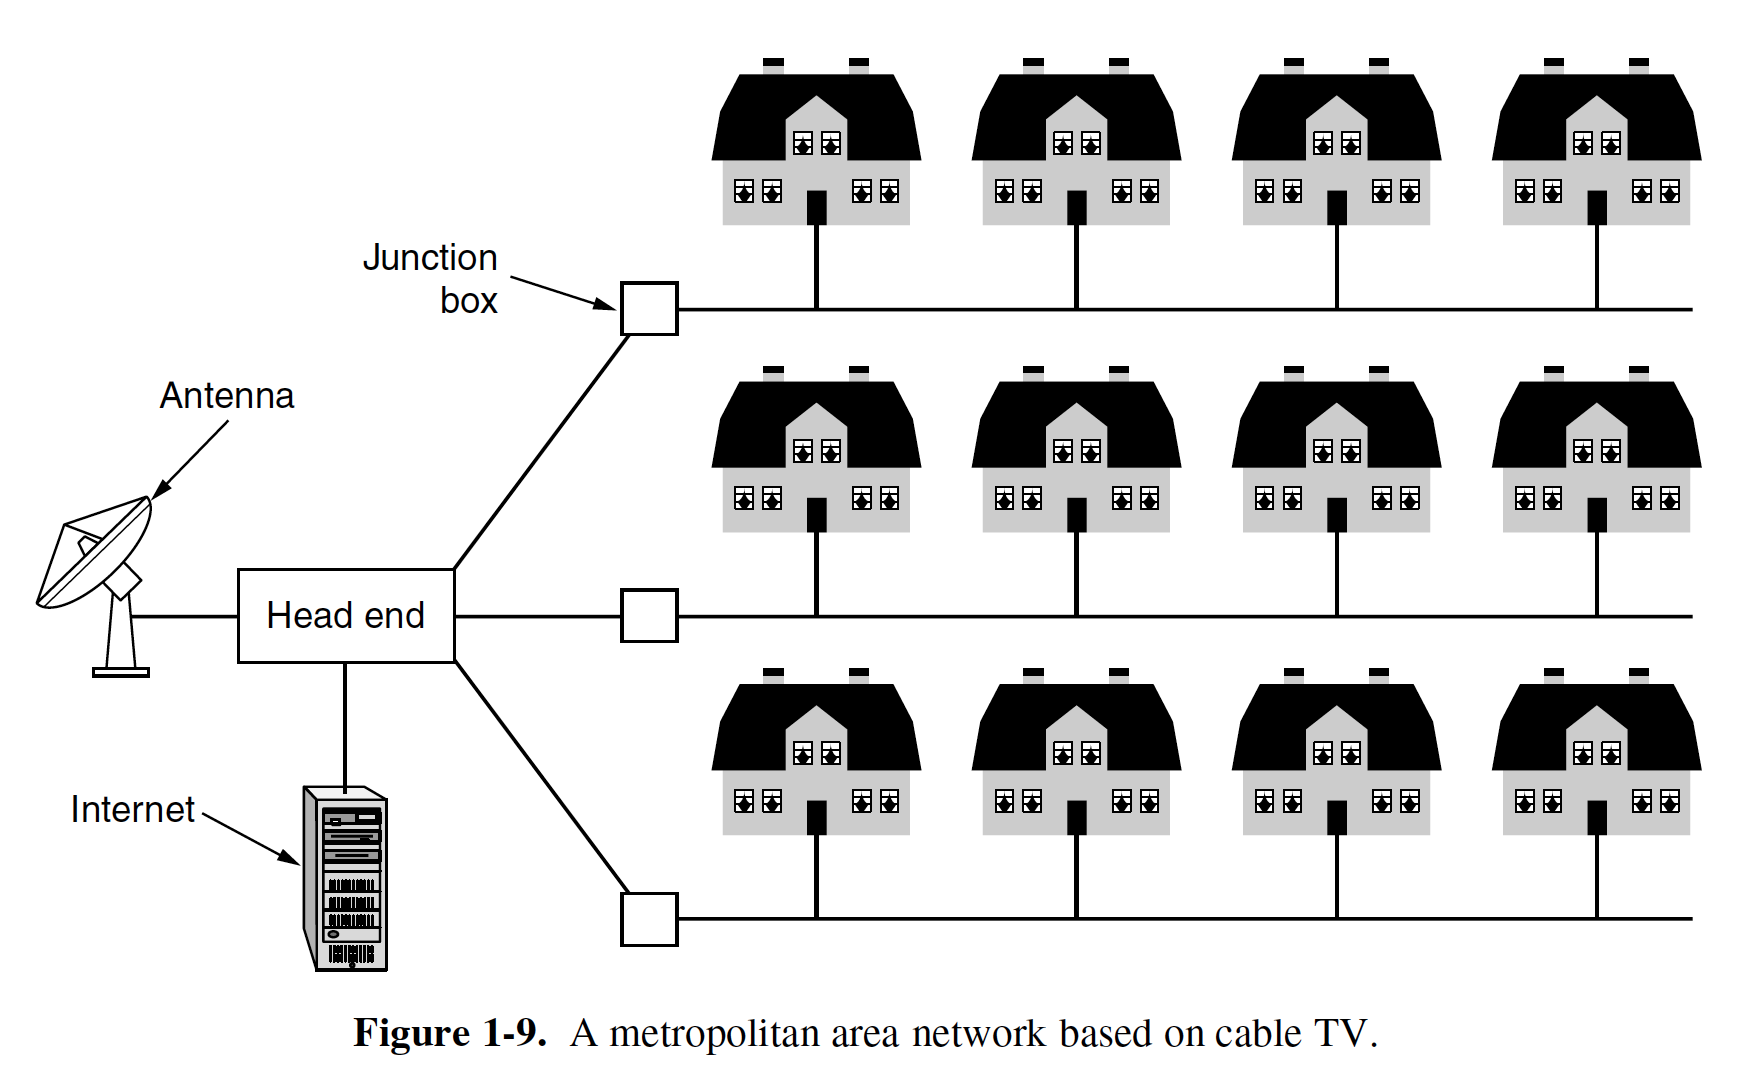 Junction
box
Antenna
Head end
Internet
Figure 1-9. A metropolitan area network based on cable TV.